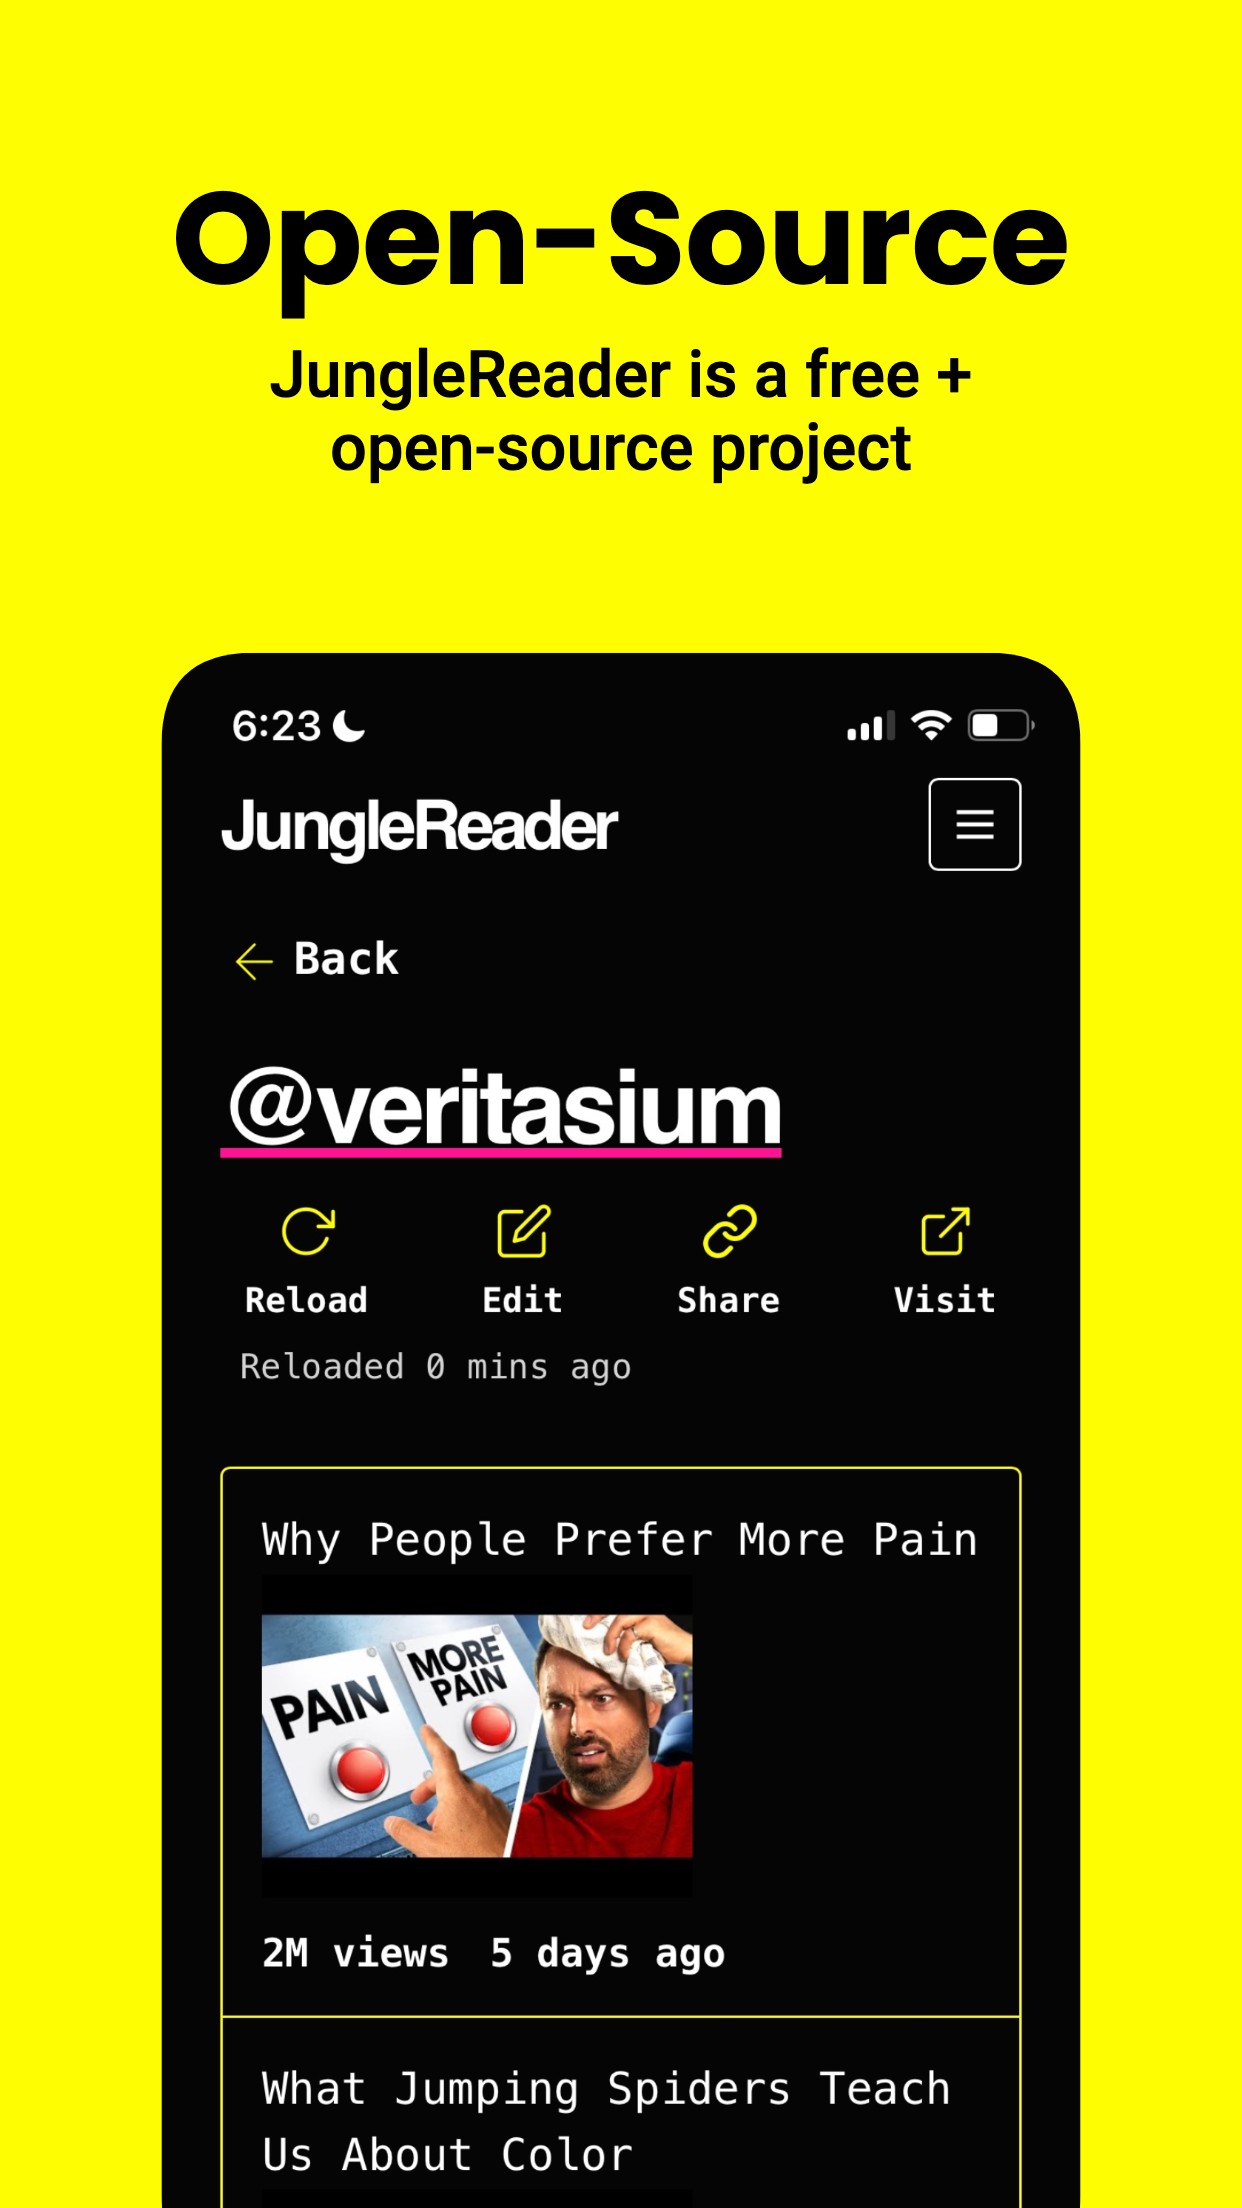 Open-Source
JungleReader is a free +
open-source project
6:23
JungleReader
Back
@veritasium
Reload Edit Share Visit
Reloaded 0 mins ago
Why People Prefer More Pain
PAIN
MORE
PAIN
2M views 5 days ago
What Jumping Spiders Teach
Us About Color